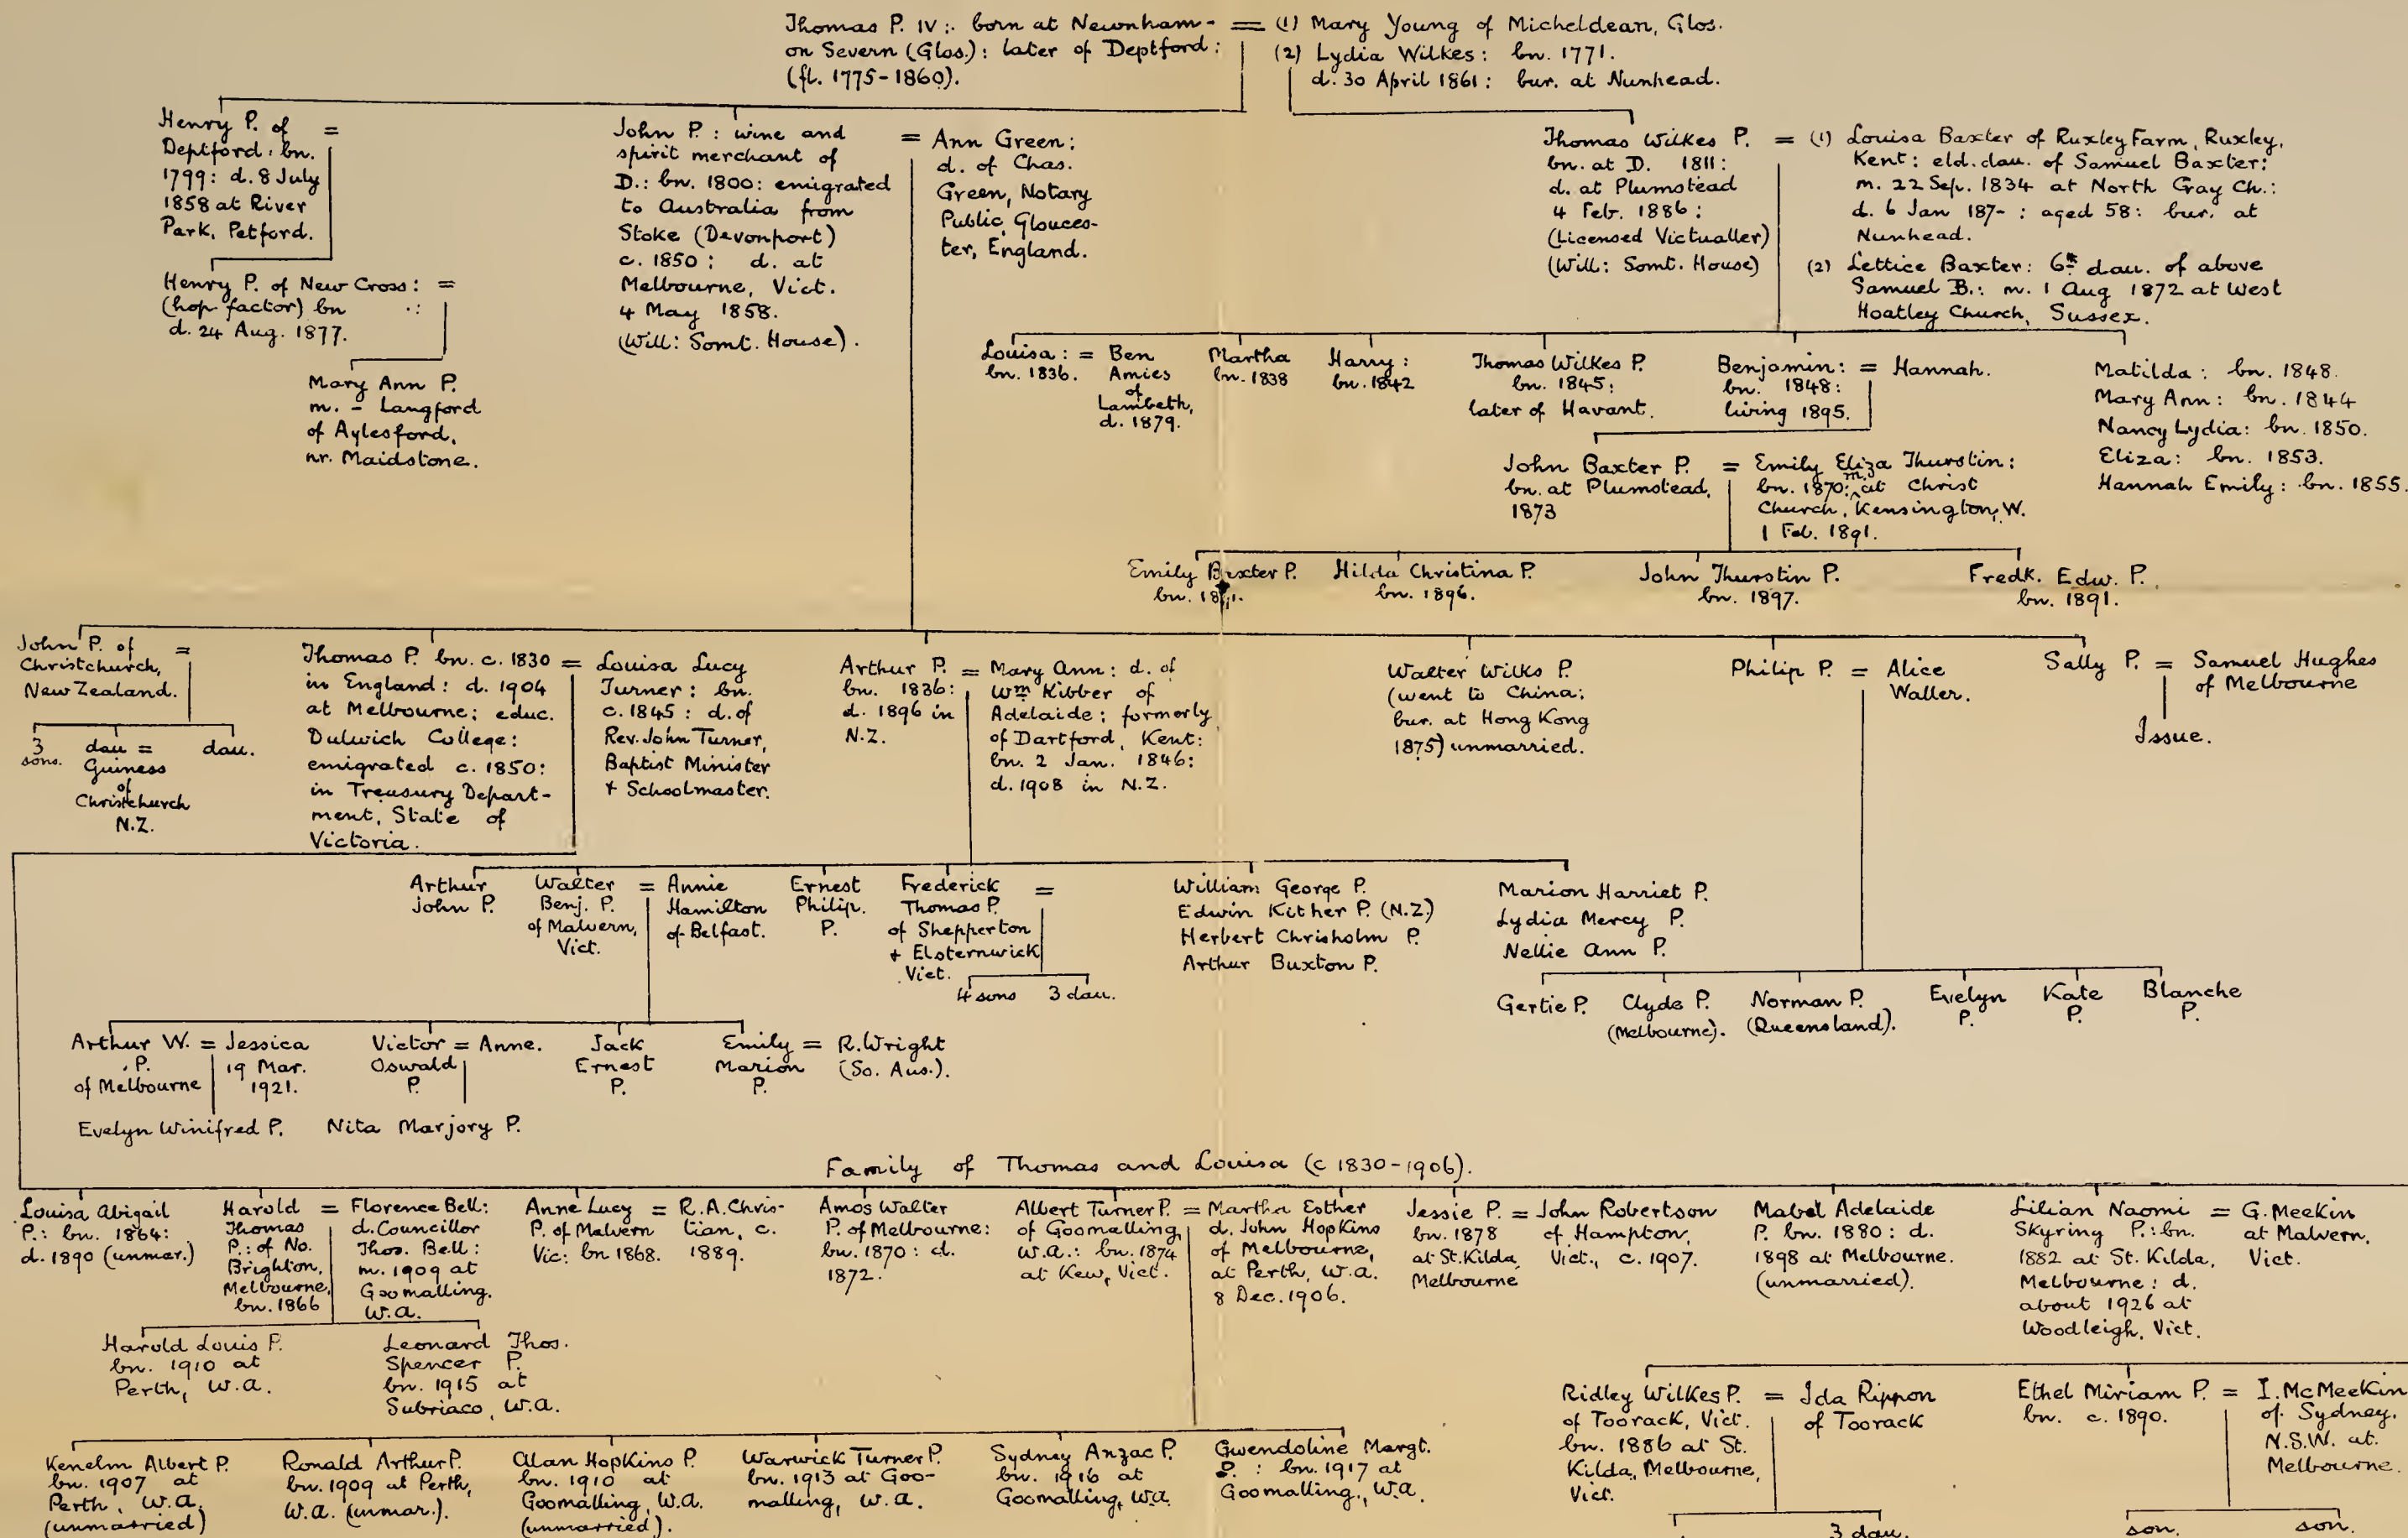 Thomas P. IV: born at Newnham-
on Severn (Glos.): later of Deptford:
(fl. 1775-1860).
=
(1) Mary Young of Micheldean, Glos.
(2) Lydia Wilkes: bn. 1771.
d. 30 April 1861: bur. at Nunhead.
Henry P. of =
Deptford: bn.
1799: d. 8 July
1858 at River
Park, Petford.
Henry P. of New Cross: =
(hop factor) bn .:
d. 24 Aug. 1877.
Mary Ann P.
m. - Langford
of Aylesford,
nr. Maidstone.
John P: wine and
spirit merchant of
D.: bn. 1800: emigrated
to Australia from
Stoke (Devonport)
c. 1850: d. at
Melbourne, Vict.
4 May 1858.
(Will: Somt. House).
= Ann Green:
d. of Chas.
Green, Notary
Public, Glouces-
ter, England.
Thomas Wilkes P. =
bn. at D. 1811:
d. at Plumstead
4 Feb. 1886:
(Licensed Victualler)
(Will: Somt. House)
(1) Louisa Baxter of Ruxley Farm, Ruxley,
Kent: eld. dau. of Samuel Baxter:
m. 22 Sep. 1834 at North Cray Ch.:
d. 6 Jan 187- : aged 58: bur. at
Nunhead.
(2) Lettice Baxter: 6th dau. of above
Samuel B.: m. 1 Aug 1872 at West
Hoatley Church, Sussex.
Louisa: =
bn. 1836.
Ben
Amies
of
Lambeth,
d. 1879.
Martha
bn. 1838
Harry:
bn. 1842
Thomas Wilkes P.
bn. 1845:
later of Havant.
Benjamin: = Hannah.
bn. 1848:
living 1895.
Matilda: bn. 1848.
Mary Ann: bn. 1844
Nancy Lydia: bn. 1850.
Eliza: bn. 1853.
Hannah Emily: bn. 1855.
John Baxter P. =
bn. at Plumstead,
1873
Emily Eliza Thurstin:
bn. 1870: m. at Christ
Church, Kensington, W.
1 Feb. 1891.
Emily Baxter P.
bn.
Hilda Christina P.
bn. 1896.
John Thurstin P.
bn. 1897.
Fredk. Edw. P.
bn. 1891.
John P. of =
Christchurch,
New Zealand.
3
sons.
dau =
Guiness
of
Christchurch
N.Z.
dau.
Thomas P. bn. c. 1830 =
in England: d. 1904
at Melbourne; educ.
Dulwich College:
emigrated c. 1850:
in Treasury Depart-
ment, State of
Victoria.
Louisa Lucy
Turner: bn.
c. 1845: d. of
Rev. John Turner,
Baptist Minister
+ Schoolmaster.
Arthur P. =
bn. 1836:
d. 1896 in
N.Z.
Mary Ann: d. of
Wm Kibber of
Adelaide; formerly
of Dartford, Kent:
bn. 2 Jan. 1846:
d. 1908 in N.Z.
Walter Wilks P.
(went to China:
bur. at Hong Kong
1875) unmarried.
Philip P. = Alice
Waller.
Sally P. = Samuel Hughes
of Melbourne
Issue.
Arthur
John P.
Walter =
Benj. P.
of Malvern,
Vict.
Annie
Hamilton
of Belfast.
Ernest
Philip.
P.
Frederick =
Thomas P.
of Shepperton
+ Elsternwick
Vict.
4 sons 3 dau.
William George P.
Edwin Kither P. (N.Z.)
Herbert Chrisholm P.
Arthur Buxton P.
Marion Harriet P.
Lydia Mercy P.
Nellie Ann P.
Gertie P.
Clyde P.
(Melbourne).
Norman P.
(Queensland).
Evelyn
P.
Kate
P.
Blanche
P.
Arthur W. =
P.
of Melbourne
Jessica
19 Mar.
1921.
Victor = Anne.
Oswald
P.
Jack
Ernest
P.
Emily =
Marion
P.
R. Wright
(So. Aus.).
Evelyn Winifred P.
Nita Marjory P.
Family of Thomas and Louisa (c 1830-1906).
Louisa Abigail
P.: bn. 1864:
d. 1890 (unmar.)
Harold =
Thomas
P.: of No.
Brighton,
Melbourne,
bn. 1866
Florence Bell:
d. Councillor
Thos. Bell:
m. 1909 at
Goomalling.
W.A.
Anne Lucy =
P. of Malvern
Vic: bn 1868.
R.A. Chris-
tian, c.
1889.
Amos Walter
P. of Melbourne:
bn. 1870: d.
1872.
Albert Turner P. =
of Goomalling,
W.A.: bn. 1874
at Kew, Vict.
Martha Esther
d. John Hopkins
of Melbourne,
at Perth, W.A.
8 Dec. 1906.
Jessie P. =
bn. 1878
at St. Kilda,
Melbourne
John Robertson
of Hampton,
Vict., c. 1907.
Mabel Adelaide
P. bn. 1880: d.
1898 at Melbourne.
(unmarried).
Lilian Naomi =
Skyring P.: bn.
1882 at St. Kilda,
Melbourne: d.
about 1926 at
Woodleigh, Vict.
G. Meekin
at Malvern,
Vict.
Harold Louis P.
bn. 1910 at
Perth, W.A.
Leonard Thos.
Spencer P.
bn. 1915 at
Subriaco, W.A.
Ridley Wilkes P. =
of Toorack, Vict.
bn. 1886 at St.
Kilda, Melbourne,
Vict.
Ida Rippon
of Toorack
Ethel Miriam P. =
bn. c. 1890.
I. McMeekin
of Sydney,
N.S.W. at
Melbourne.
Kenelm Albert P.
bn. 1907 at
Perth, W.A.
(unmarried)
Ronald Arthur P.
bn. 1909 at Perth,
W.A. (unmar.).
Alan Hopkins P.
bn. 1910 at
Goomalling, W.A.
(unmarried).
Warwick Turner P.
bn. 1913 at Goo-
malling, W.A.
Sydney Anzac P.
bn. 1916 at
Goomalling, W.A.
Gwendoline Margt.
P.: bn. 1917 at
Goomalling, W.A.
3 dau.
son.
son.